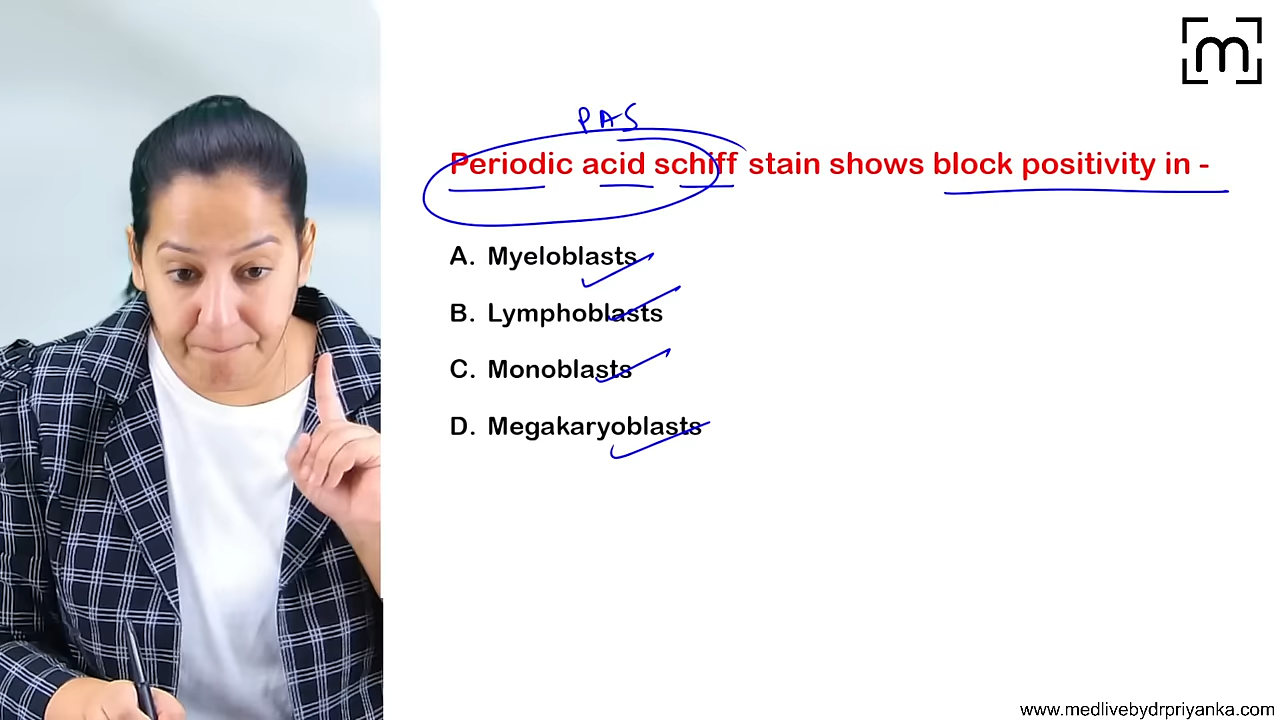 m
PAS
Periodic acid schiff stain shows block positivity in -
A. Myeloblasts
B. Lymphoblasts
C. Monoblasts
D. Megakaryoblasts
www.medlivebydrpriyanka.com